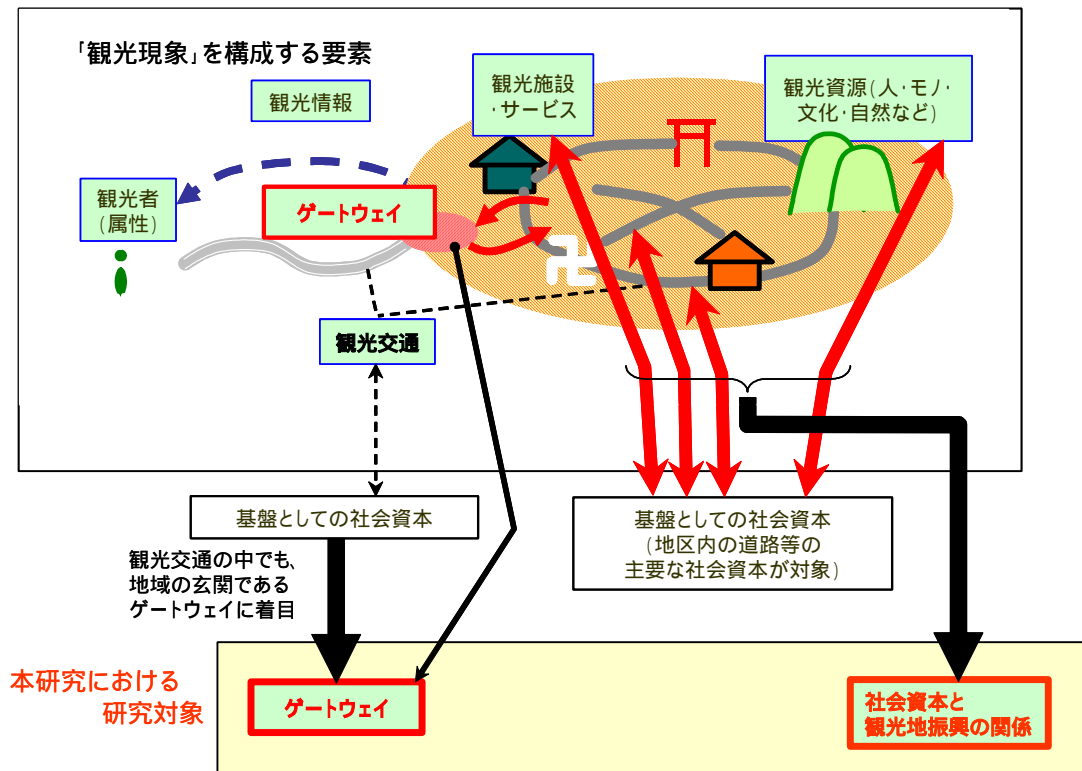 「観光現象」を構成する要素
観光情報
観光施設
・サービス
観光資源(人・モノ・
文化・自然など)
観光者
(属性)
ゲートウェイ
観光交通
基盤としての社会資本
基盤としての社会資本
(地区内の道路等の
主要な社会資本が対象)
観光交通の中でも、
地域の玄関である
ゲートウェイに着目
本研究における
研究対象
ゲートウェイ
社会資本と
観光地振興の関係